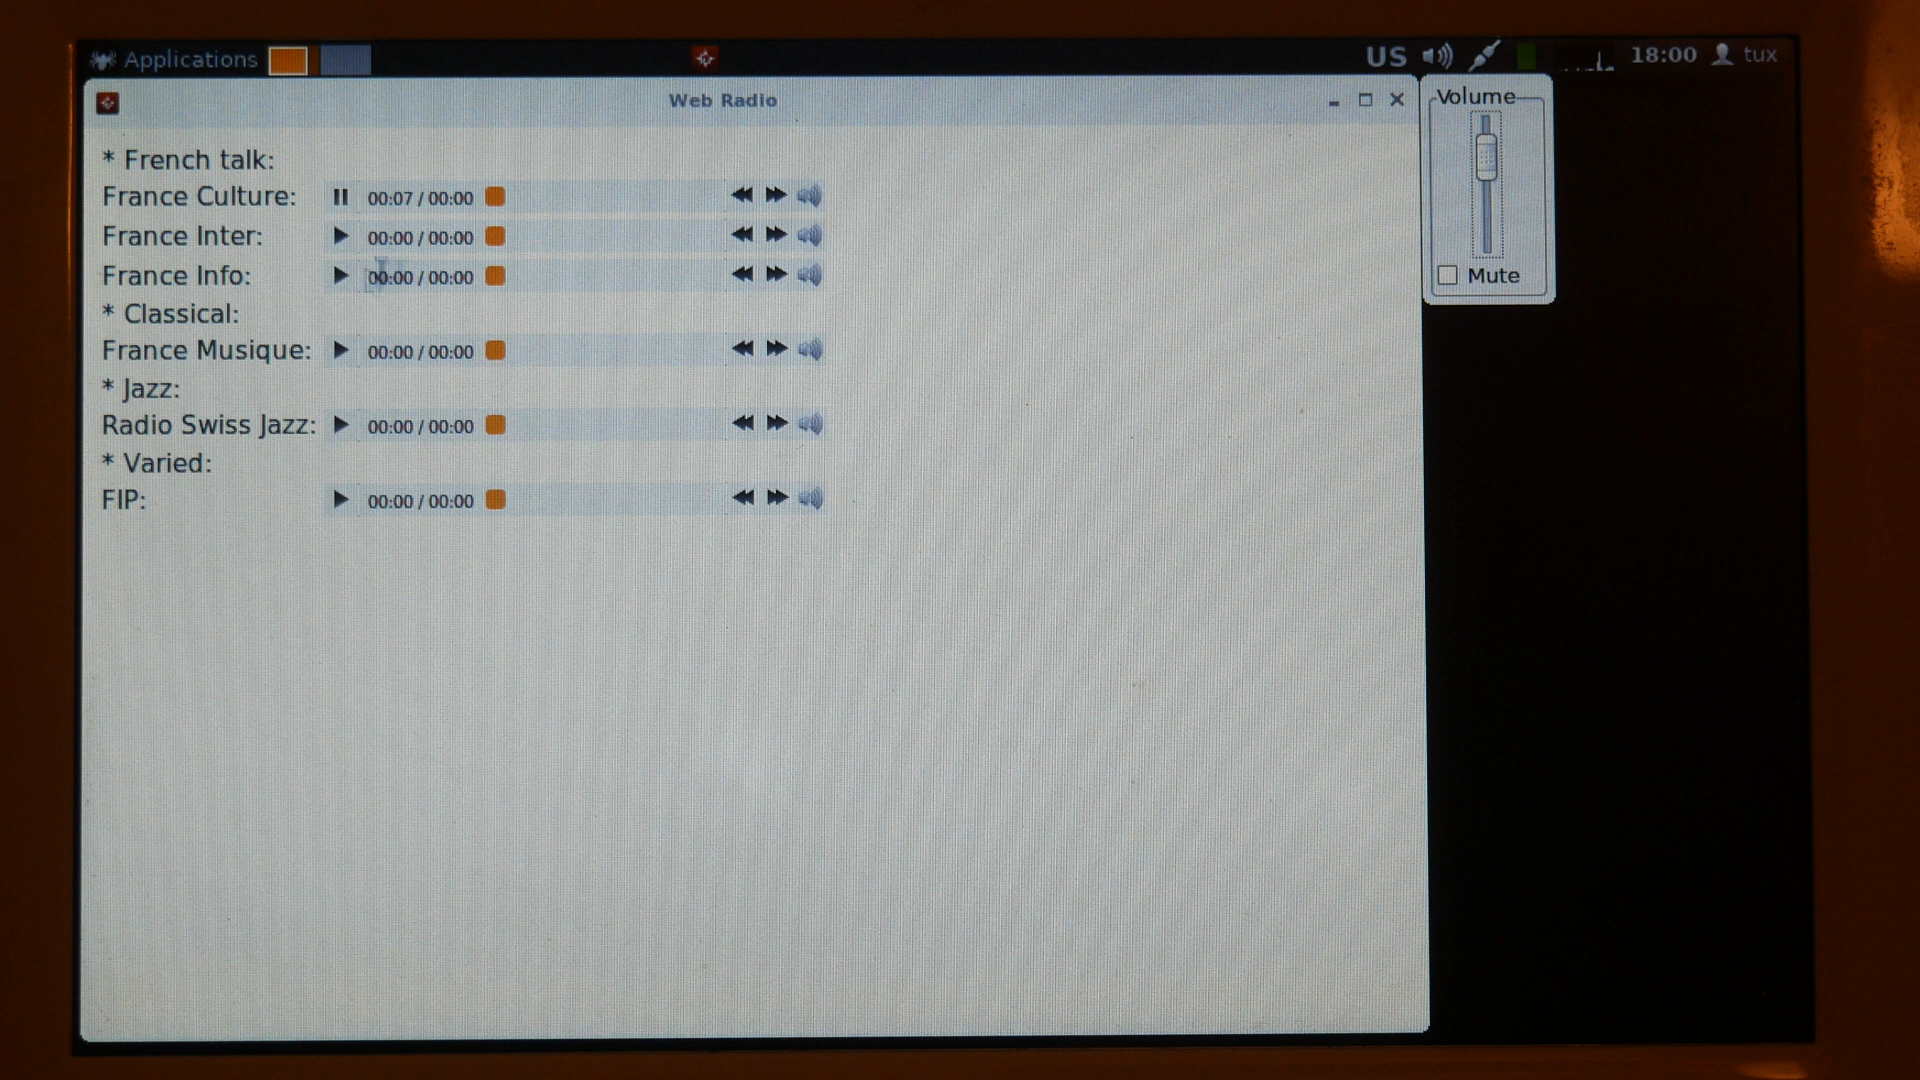 Applications US 18:00 tux
Web Radio
Volume
Mute
* French talk:
France Culture: 00:07 / 00:00
France Inter: 00:00 / 00:00
France Info: 00:00 / 00:00
* Classical:
France Musique: 00:00 / 00:00
* Jazz:
Radio Swiss Jazz: 00:00 / 00:00
* Varied:
FIP: 00:00 / 00:00